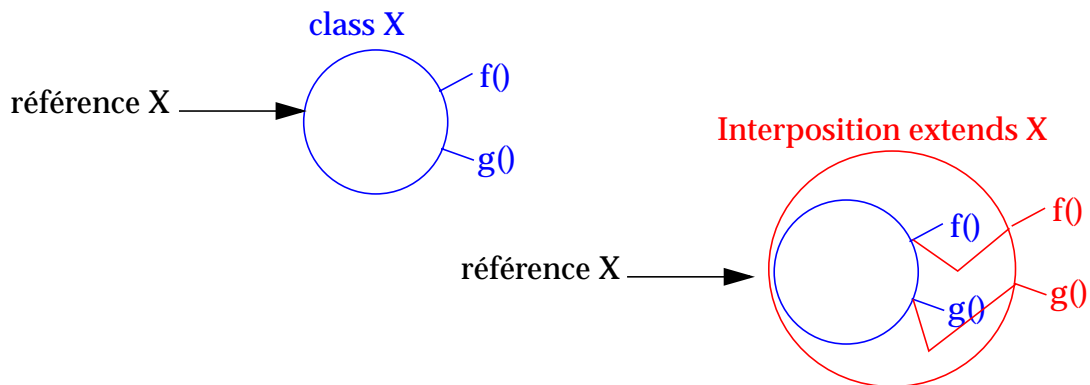 class X
f()
référence X
g()
Interposition extends X
f()
f()
référence X
g()
g()